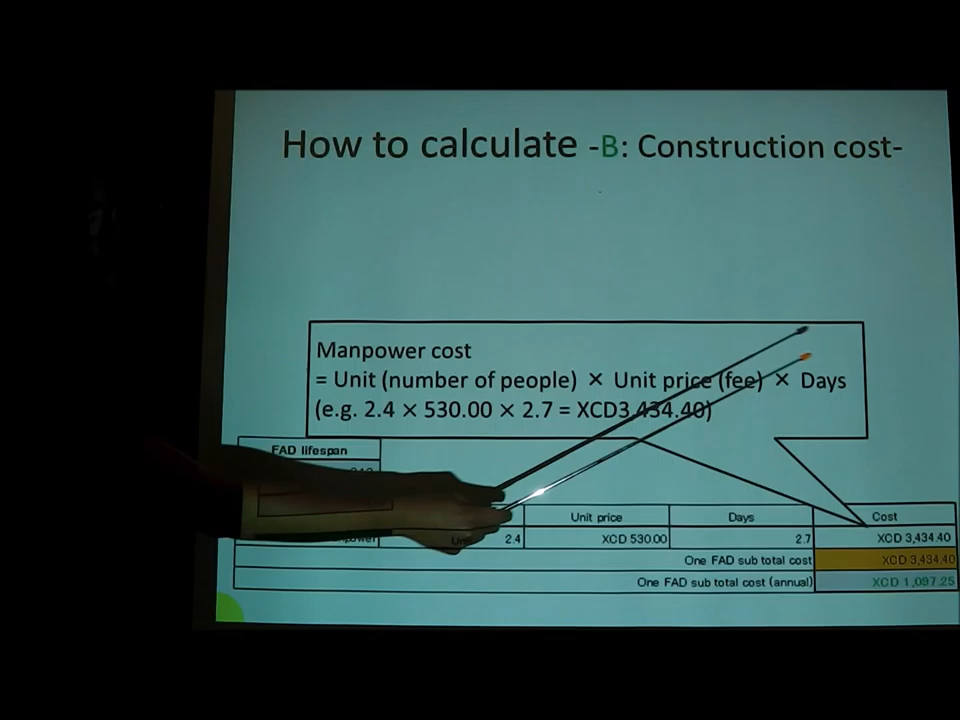 How to calculate -B: Construction cost-
Manpower cost
= Unit (number of people) × Unit price (fee) × Days
(e.g. 2.4 × 530.00 × 2.7 = XCD3,434.40)
FAD lifespan
Unit price Days Cost
2.4 XCD 530.00 2.7 XCD 3,434.40
One FAD sub total cost XCD 3,434.40
One FAD sub total cost (annual) XCD 1,097.25